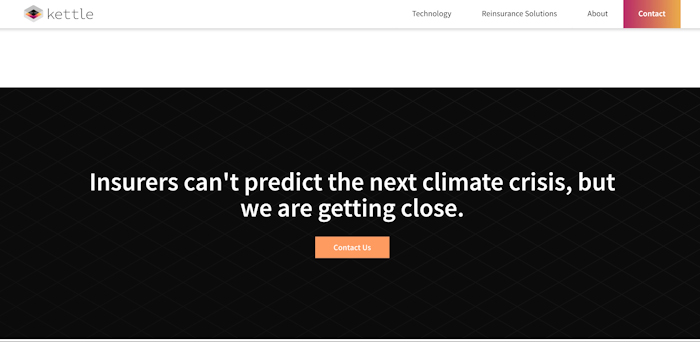 kettle
Technology
Reinsurance Solutions
About
Contact
Insurers can't predict the next climate crisis, but
we are getting close.
Contact Us